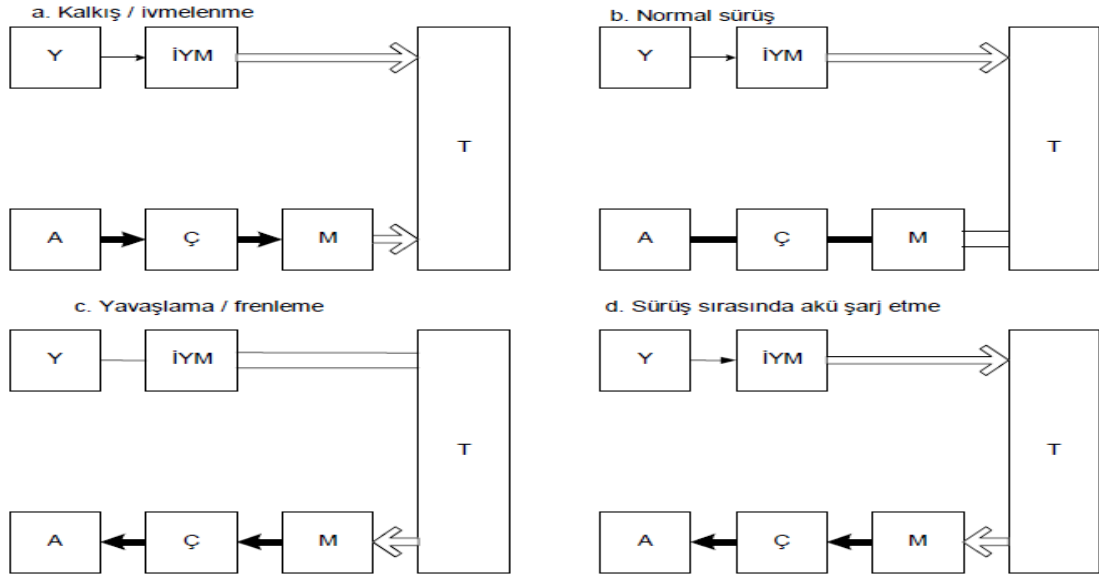 a. Kalkış / ivmelenme
b. Normal sürüş
Y İYM
Y İYM
T
T
A Ç M
A Ç M
c. Yavaşlama / frenleme
d. Sürüş sırasında akü şarj etme
Y İYM
Y İYM
T
T
A Ç M
A Ç M